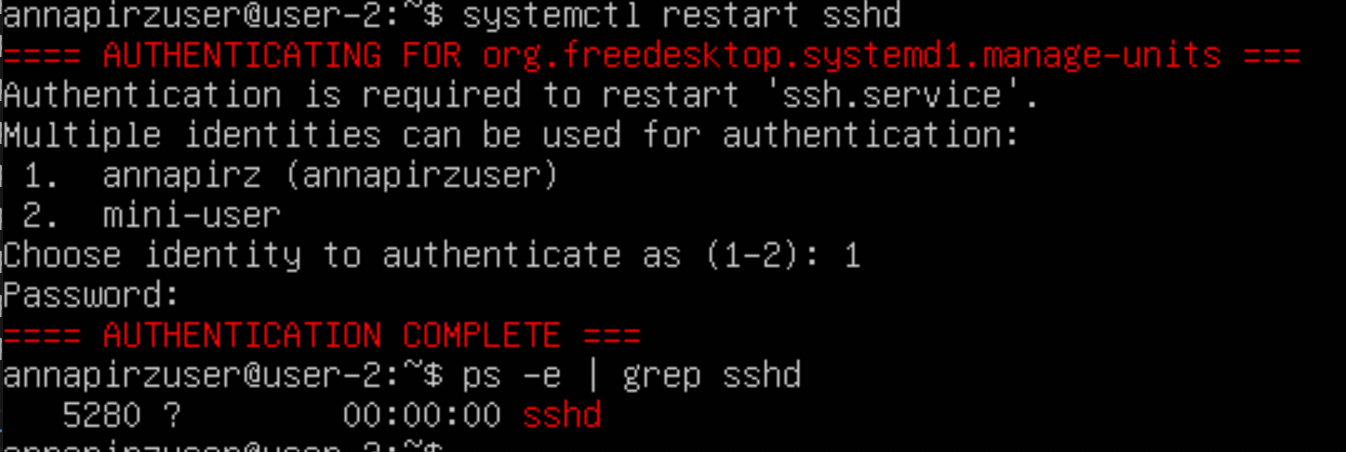 annapirzuser@user-2:~$ systemctl restart sshd
==== AUTHENTICATING FOR org.freedesktop.systemd1.manage-units ===
Authentication is required to restart 'ssh.service'.
Multiple identities can be used for authentication:
 1.  annapirz (annapirzuser)
 2.  mini-user
Choose identity to authenticate as (1-2): 1
Password:
==== AUTHENTICATION COMPLETE ===
annapirzuser@user-2:~$ ps -e | grep sshd
   5280 ?        00:00:00 sshd
annapirzuser@user-2:~$